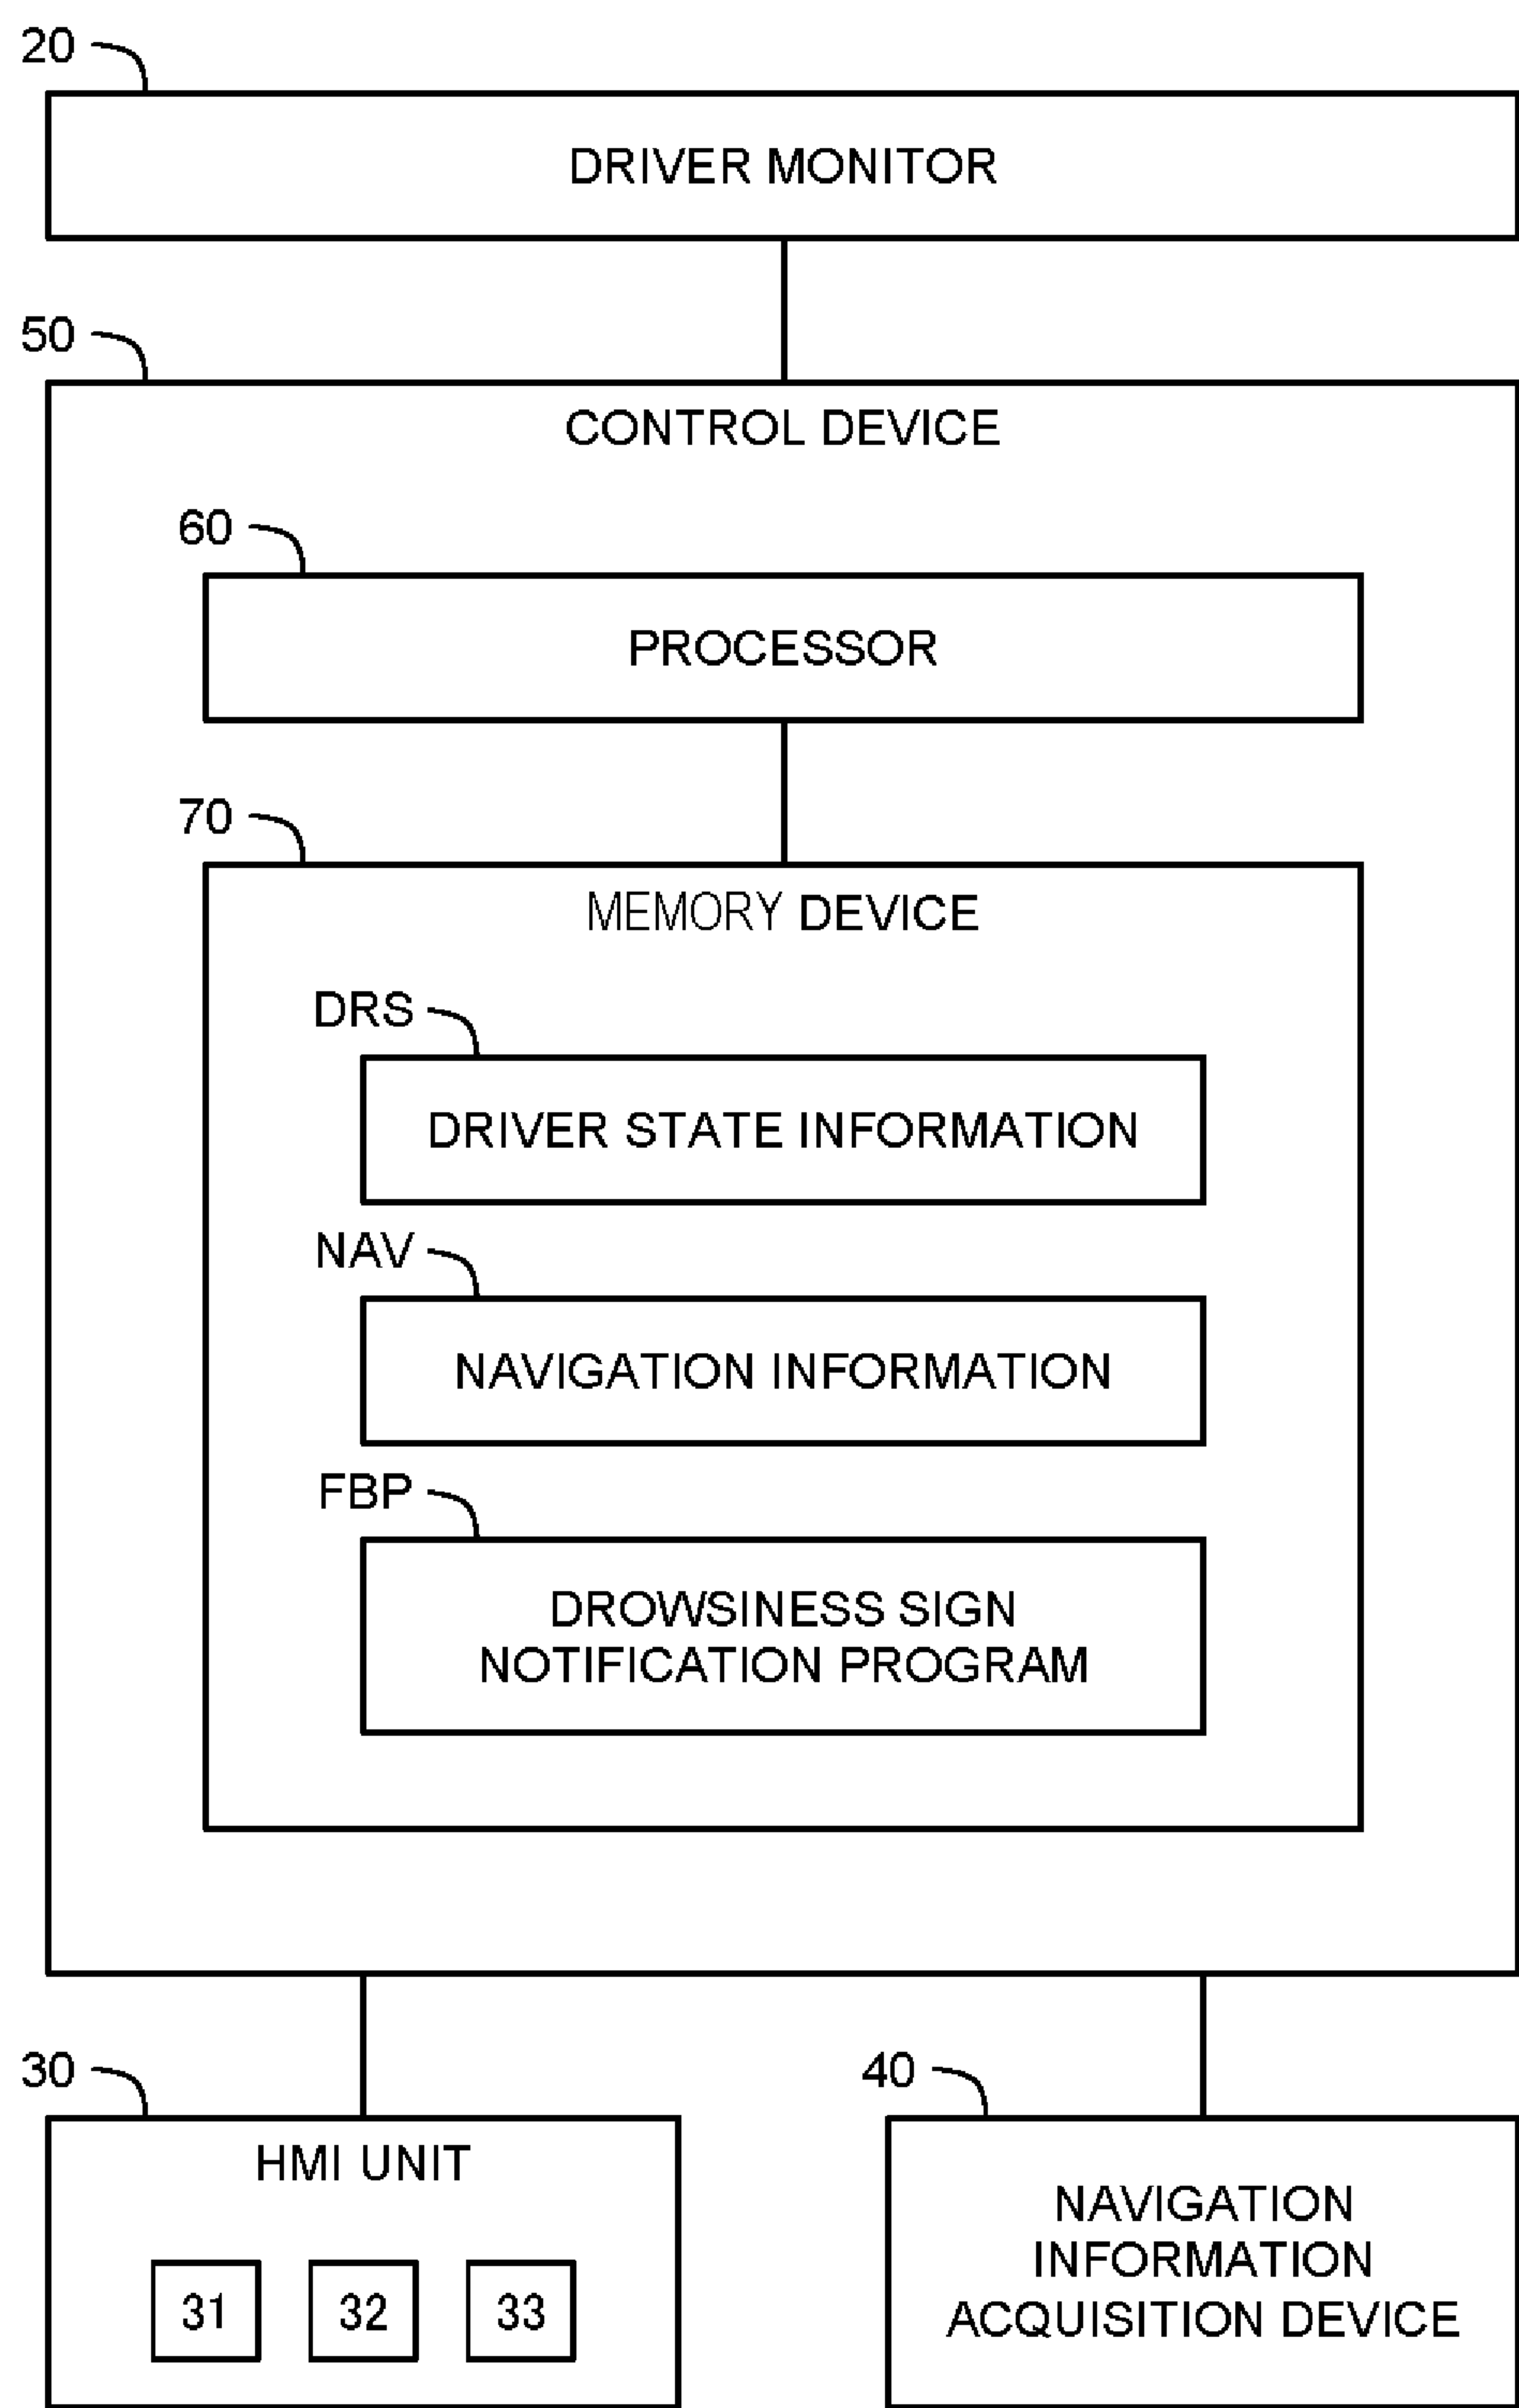 20
DRIVER MONITOR
50
CONTROL DEVICE
60
PROCESSOR
70
MEMORY DEVICE
DRS
DRIVER STATE INFORMATION
NAV
NAVIGATION INFORMATION
FBP
DROWSINESS SIGN
NOTIFICATION PROGRAM
30
HMI UNIT
31 32 33
40
NAVIGATION
INFORMATION
ACQUISITION DEVICE